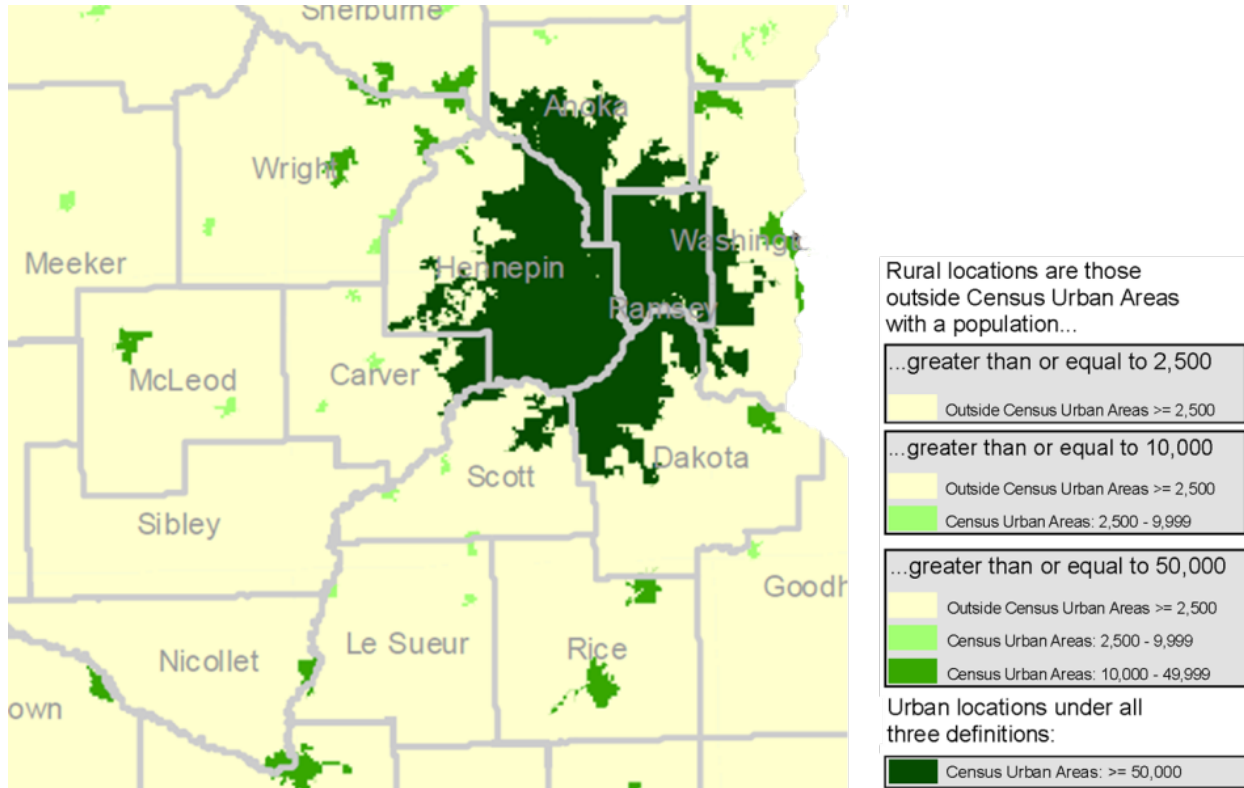 Sherburne
Anoka
Wright
Washingt
Meeker
Hennepin
Ramsey
McLeod
Carver
Dakota
Scott
Sibley
Goodh
Le Sueur
Rice
Nicollet
own
Rural locations are those
outside Census Urban Areas
with a population...
...greater than or equal to 2,500
Outside Census Urban Areas >= 2,500
...greater than or equal to 10,000
Outside Census Urban Areas >= 2,500
Census Urban Areas: 2,500 - 9,999
...greater than or equal to 50,000
Outside Census Urban Areas >= 2,500
Census Urban Areas: 2,500 - 9,999
Census Urban Areas: 10,000 - 49,999
Urban locations under all
three definitions:
Census Urban Areas: >= 50,000